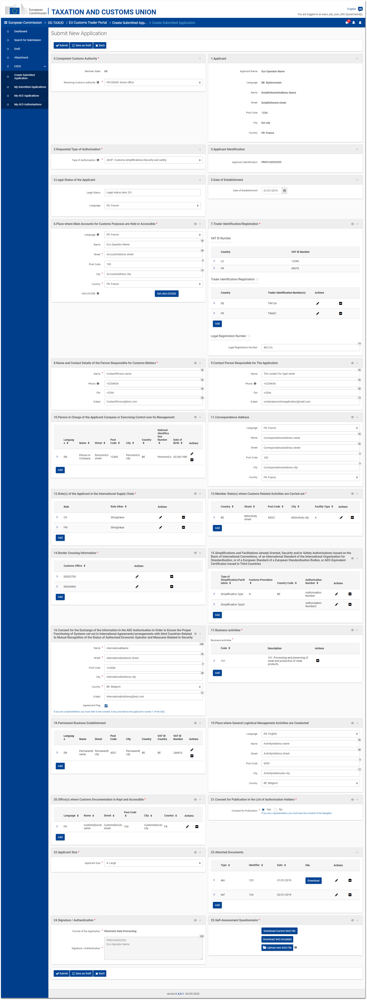 European
Commission
TAXATION AND CUSTOMS UNION
English EN
You are logged-in as eaeo_stp_user_000 ({{username}})
European Commission > DG TAXUD > EU Customs Trader Portal > Create Submitted App... > Create Submitted Application
0
Dashboard
Search for Submission
Draft
Attachment
EAEO
Create Submitted
Application
My Submitted Applications
My AEO Applications
My AEO Authorisations
Submit New Application
Submit Save as Draft Back
0.Competent Customs Authority *
Member State FR
Receiving Customs Authority * FR100045: Some office
1.Applicant
Applicant Name Eco Operator Name
Language BE: Byelorussian
Name EstablishmentAddress Name
Street Establishment street
Post Code 1234
City Est city
Country FR: France
2.Requested Type of Authorisation *
Type of Authorisation * AEOF: Customs simplifications/Security and safety
3.Applicant Identification
Applicant Identification FR05142022253
4.Legal Status of the Applicant
Legal Status Legal status desc (fr)
Language FR: French
5.Date of Establishment
Date of Establishment 01/01/2019
6.Place where Main Accounts for Customs Purposes are Held or Accessible *
Language FR: French
53
Name Eco Operator Name
49
Street * AccountAddress street
6
Post Code 100
16
City * AccountAddress city
Country * FR: France
UN/LOCODE Set UN/LOCODE
7.Trader Identification/Registration *
VAT ID Number
Country VAT ID Number
LU 12345
FR 45678
Trader Identification/Registration
Country Trader Identification Number(s) Actions
DE TIN124
FR TIN421
Add
Legal Registration Number
14
Legal Registration Number 481216
8.Name and Contact Details of the Person Responsible for Customs Matters *
52
Name * ContactPerson name
42
Phone +3254654
45
Fax +3266
28
E-Mail ContactPerson@test.com
9.Contact Person Responsible for The Application
45
Name The contact for Appl name
42
Phone +3254654
45
Fax +3266
14
E-Mail contactpersonforapplication@mail.com
10.Person in Charge of the Applicant Company or Exercising Control over its Management
Languag
e Name Street Post
Code City Country National
Identifica
tion
Number Date of
Birth Actions
EN Person In
Company PersonInCo
street 12345 PersonInCo
city BE PersonInCo 02/04/1980
Add
11.Correspondence Address
Language FR: French
44
Name CorrespondenceAddress name
42
Street CorrespondenceAddress street
6
Post Code 100
9
City CorrespondenceAddress city
Country FR: France
12.Role(s) of the Applicant in the International Supply Chain *
Role Role Other Actions
CS StringValue
FW StringValue
Add
13.Member State(s) where Customs Related Activities are Carried out *
Country Street Post Code City Facility Type Actions
BE MSActivity
street 54321 MSActivity city 4
Add
14.Border Crossing Information *
Customs Office Actions
DE003700
DE004900
Add
15.Simplifications and Facilitations already Granted, Security and/or Safety Authorisations Issued on the
Basis of international Conventions, of an International Standard of the International Organisation for
Standardisation, or of a European Standard of a European Standardisation Bodies, or AEO-Equivalent
Certificates Issued in Third Countries
Type of
Simplification/Facili
tation Customs Procedure Country Code Authorisation
Number Actions
Simplification Type H BE Authorisation
Number
Simplification Type2 Authorisation
Number2
Add
16.Consent for the Exchange of the Information in the AEO Authorisation in Order to Ensure the Proper
Functioning of Systems set out in International Agreements/arrangements with third Countries Related
to Mutual Recognition of the Status of Authorised Economic Operator and Measures Related to Security
495
Name * InternationalName
43
Street * InternationalAddress street
3
Post Code 123456
City * InternationalAddress city
Country * BE: Belgium
21
E-Mail InternationalAddress@test.com
Agreement Flag
If you are a representative, you must refer to the consent, if any, provided by the applicant in annex 1 of the SAQ.
17.Business activities *
Business activities *
Code Description Actions
101 101: Processing and preserving of
meat and production of meat
products
Add
18.Permanent Business Establishment
Languag
e Name Street Post
Code City Country VAT ID
Country VAT ID
Number Actions
EN Permanent
name Permanent
city 4521 Permanent
city BE BE 246810
Add
19.Place where General Logistical Management Activities are Conducted
Language EN: English
50
Name ActivityAddress name
48
Street ActivityAddress street
5
Post Code 6000
13
City ActivityAddresshe city
Country BE: Belgium
20.Office(s) where Customs Documentation is Kept and Accessible *
Language Name Street Post Code City Country Actions
FR CustomsDocAd
name CustomsDocAd
street 100 CustomsDocAd
city FR
Add
21.Consent for Publication in the List of Authorisation Holders *
Consent for Publication * Yes No
If you are a representative, you must have the consent of the delegator.
22.Applicant Size *
Applicant Size * 4: Large
23.Attached Documents
Type Identifier Date File Actions
abc 123 01/01/2019 Download
def 124 02/01/2019
Add
24.Signature / Authentication *
Format of the Application * Electronic Data Processing
225
Signature / Authentication * FR05142022253
Eco Operator Name
25.Self-Assessment Questionnaire *
Download Current SAQ File
Download SAQ template
Upload new SAQ File
Submit Save as Draft Back
version1.4.0.1- 29/05/2020